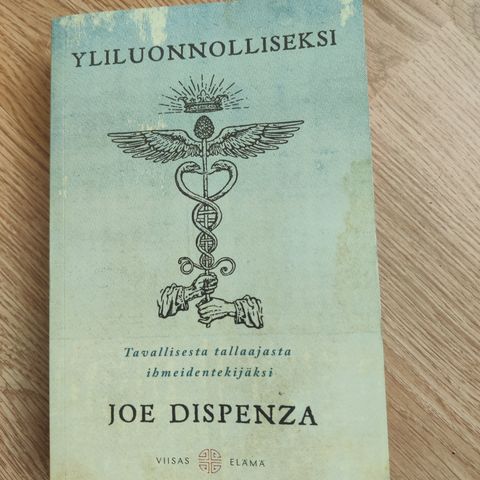 YLILUONNOLLISEKSI
Tavallisesta tallaajasta
ihmeidentekijäksi
JOE DISPENZA
VIISAS ELÄMÄ